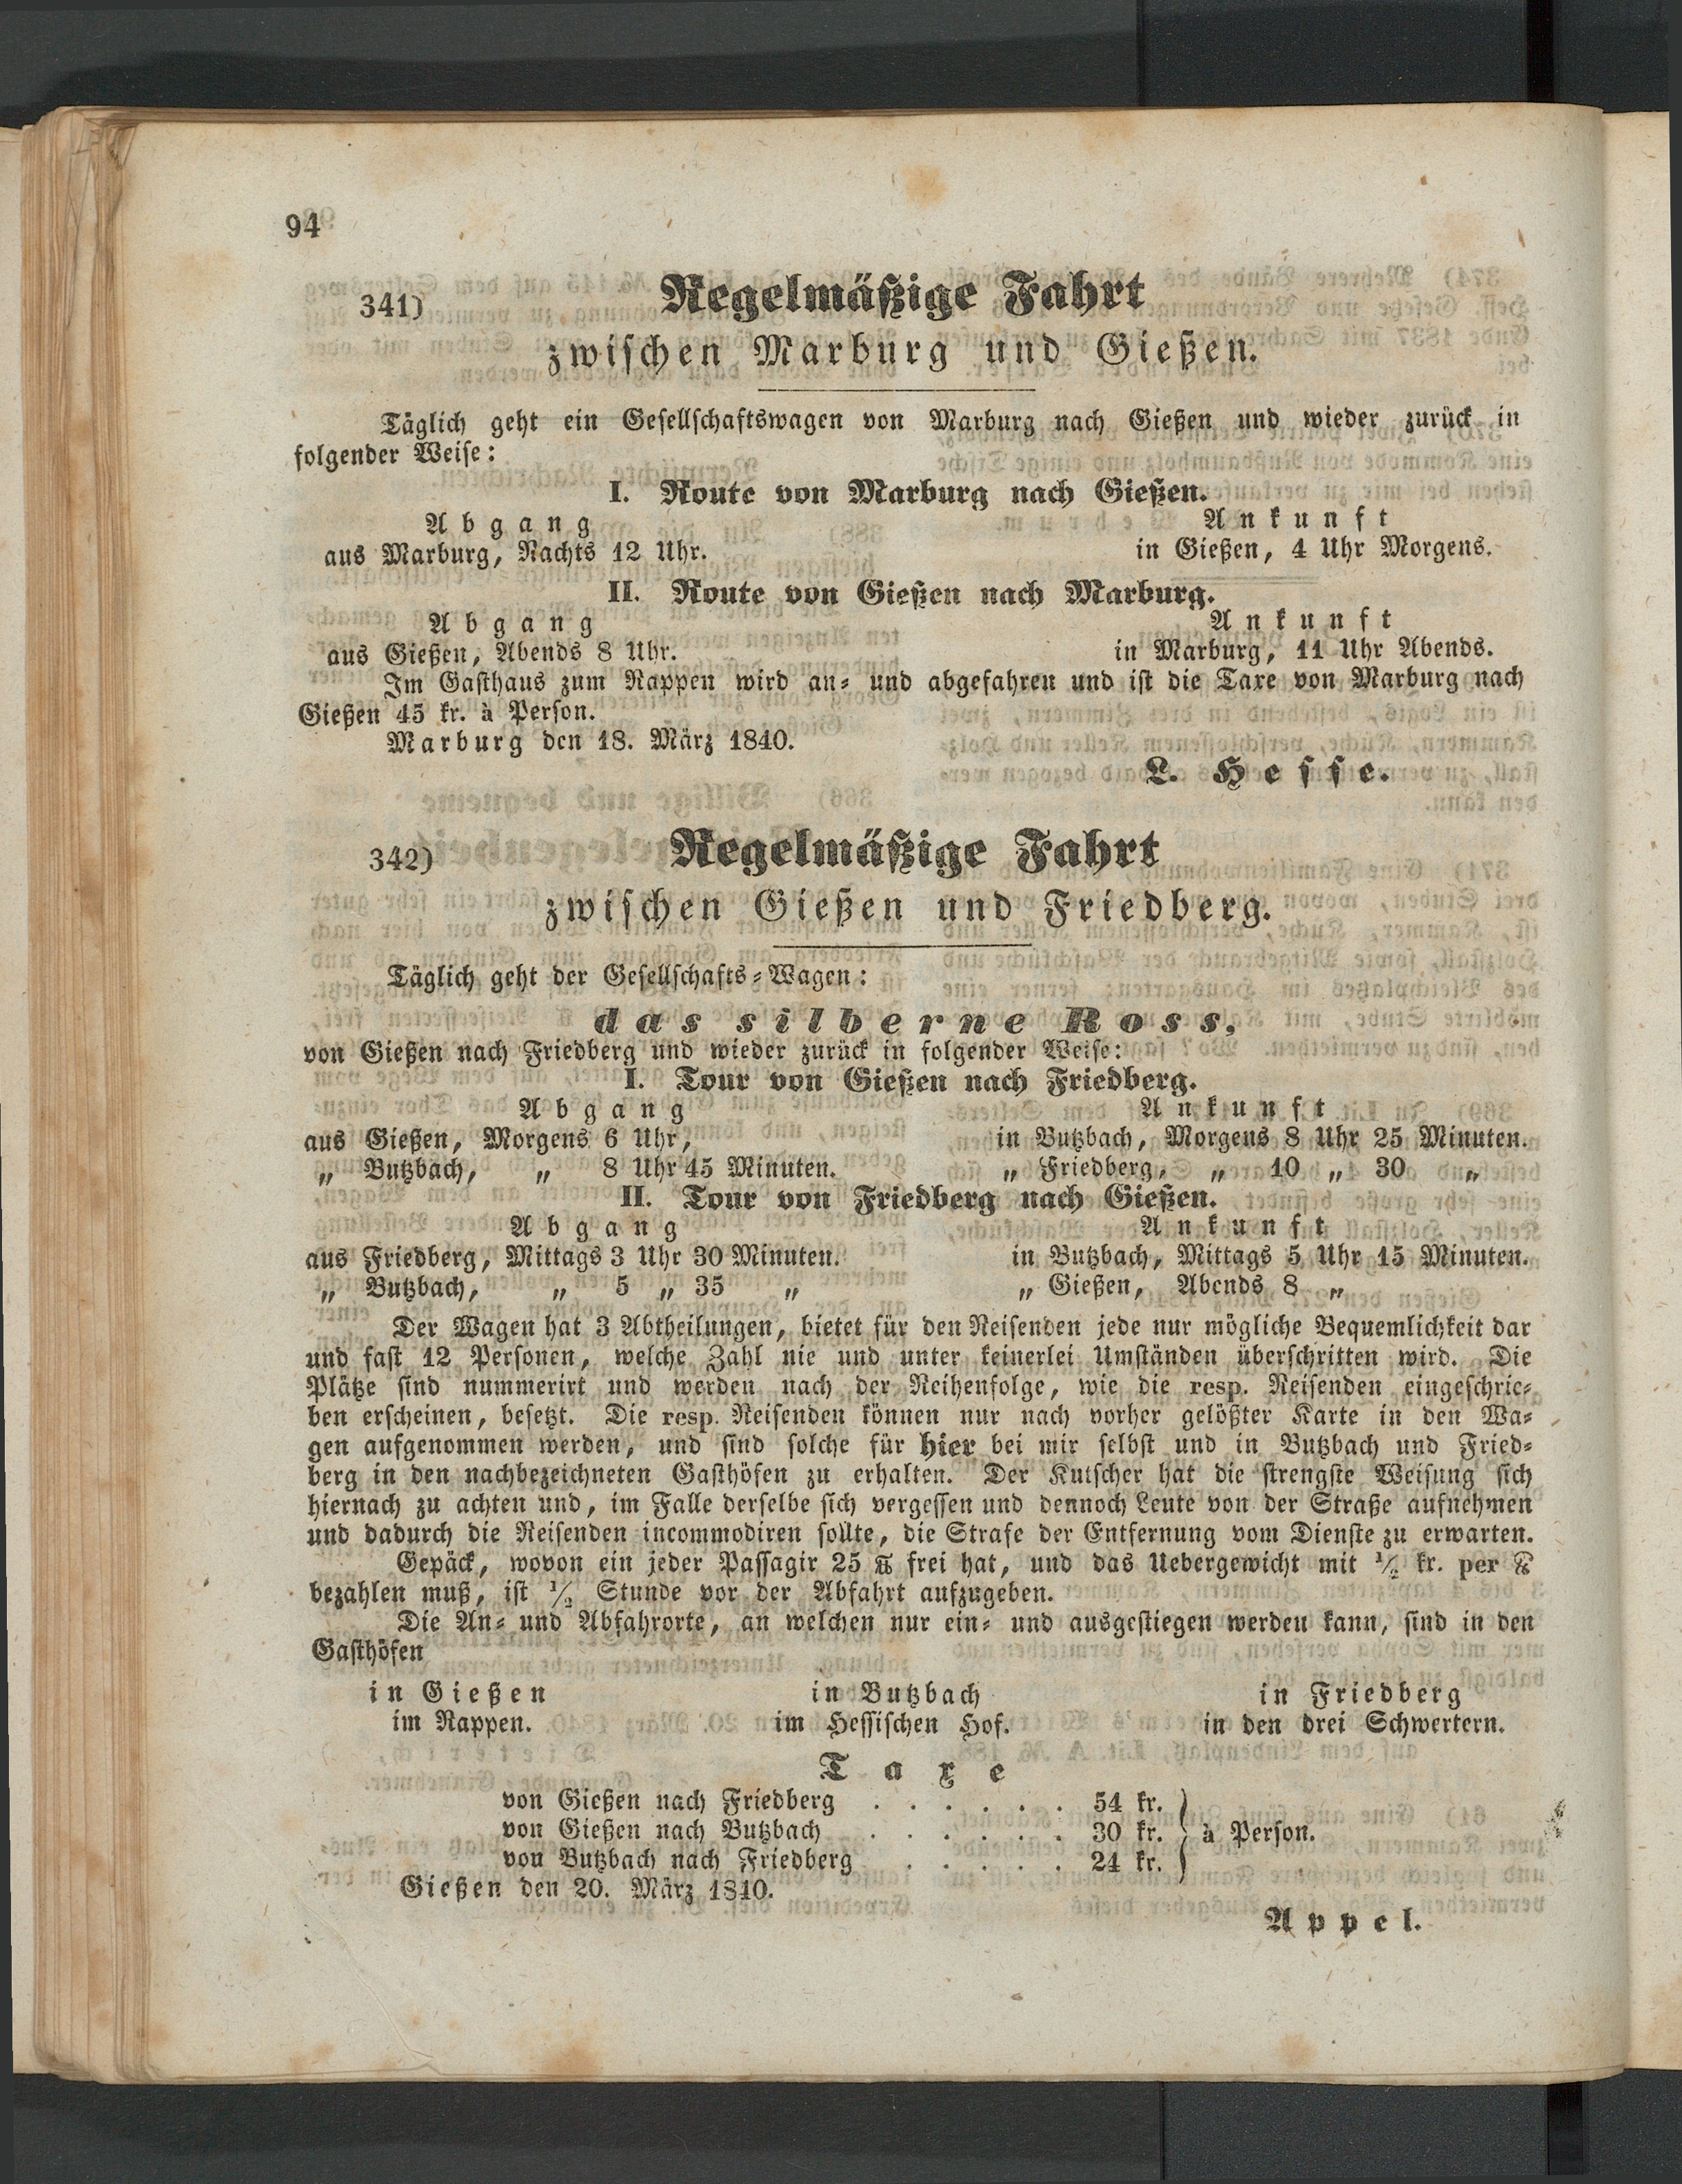 94
341) Regelmäßige Fahrt
zwischen Marburg und Gießen.
Täglich geht ein Gesellschaftswagen von Marburg nach Gießen und wieder zurück in
folgender Weise:
I. Route von Marburg nach Gießen.
Abgang Ankunft
aus Marburg, Nachts 12 Uhr. in Gießen, 4 Uhr Morgens.
II. Route von Gießen nach Marburg.
Abgang Ankunft
aus Gießen, Abends 8 Uhr. in Marburg, 11 Uhr Abends.
Im Gasthaus zum Rappen wird an- und abgefahren und ist die Taxe von Marburg nach
Gießen 45 kr. à Person.
Marburg den 18. März 1840.
L. Hesse.
342) Regelmäßige Fahrt
zwischen Gießen und Friedberg.
Täglich geht der Gesellschafts-Wagen:
das silberne Ross,
von Gießen nach Friedberg und wieder zurück in folgender Weise:
I. Tour von Gießen nach Friedberg.
Abgang Ankunft
aus Gießen, Morgens 6 Uhr, in Butzbach, Morgens 8 Uhr 25 Minuten.
„ Butzbach, „ 8 Uhr 45 Minuten. „ Friedberg, „ 10 „ 30 „
II. Tour von Friedberg nach Gießen.
Abgang Ankunft
aus Friedberg, Mittags 3 Uhr 30 Minuten. in Butzbach, Mittags 5 Uhr 15 Minuten.
„ Butzbach, „ 5 „ 35 „ „ Gießen, Abends 8 „
Der Wagen hat 3 Abtheilungen, bietet für den Reisenden jede nur mögliche Bequemlichkeit dar
und fast 12 Personen, welche Zahl nie und unter keinerlei Umständen überschritten wird. Die
Plätze sind nummerirt und werden nach der Reihenfolge, wie die resp. Reisenden eingeschrie-
ben erscheinen, besetzt. Die resp. Reisenden können nur nach vorher gelößter Karte in den Wa-
gen aufgenommen werden, und sind solche für hier bei mir selbst und in Butzbach und Fried-
berg in den nachbezeichneten Gasthöfen zu erhalten. Der Kutscher hat die strengste Weisung sich
hiernach zu achten und, im Falle derselbe sich vergessen und dennoch Leute von der Straße aufnehmen
und dadurch die Reisenden incommodiren sollte, die Strafe der Entfernung vom Dienste zu erwarten.
Gepäck, wovon ein jeder Passagir 25 ℔ frei hat, und das Uebergewicht mit ½ kr. per ℔
bezahlen muß, ist ½ Stunde vor der Abfahrt aufzugeben.
Die An- und Abfahrorte, an welchen nur ein- und ausgestiegen werden kann, sind in den
Gasthöfen
in Gießen in Butzbach in Friedberg
im Rappen. im Hessischen Hof. in den drei Schwertern.
Taxe
von Gießen nach Friedberg . . . . . . 54 kr.
von Gießen nach Butzbach . . . . . . 30 kr. } à Person.
von Butzbach nach Friedberg . . . . . 24 kr.
Gießen den 20. März 1840.
Appel.